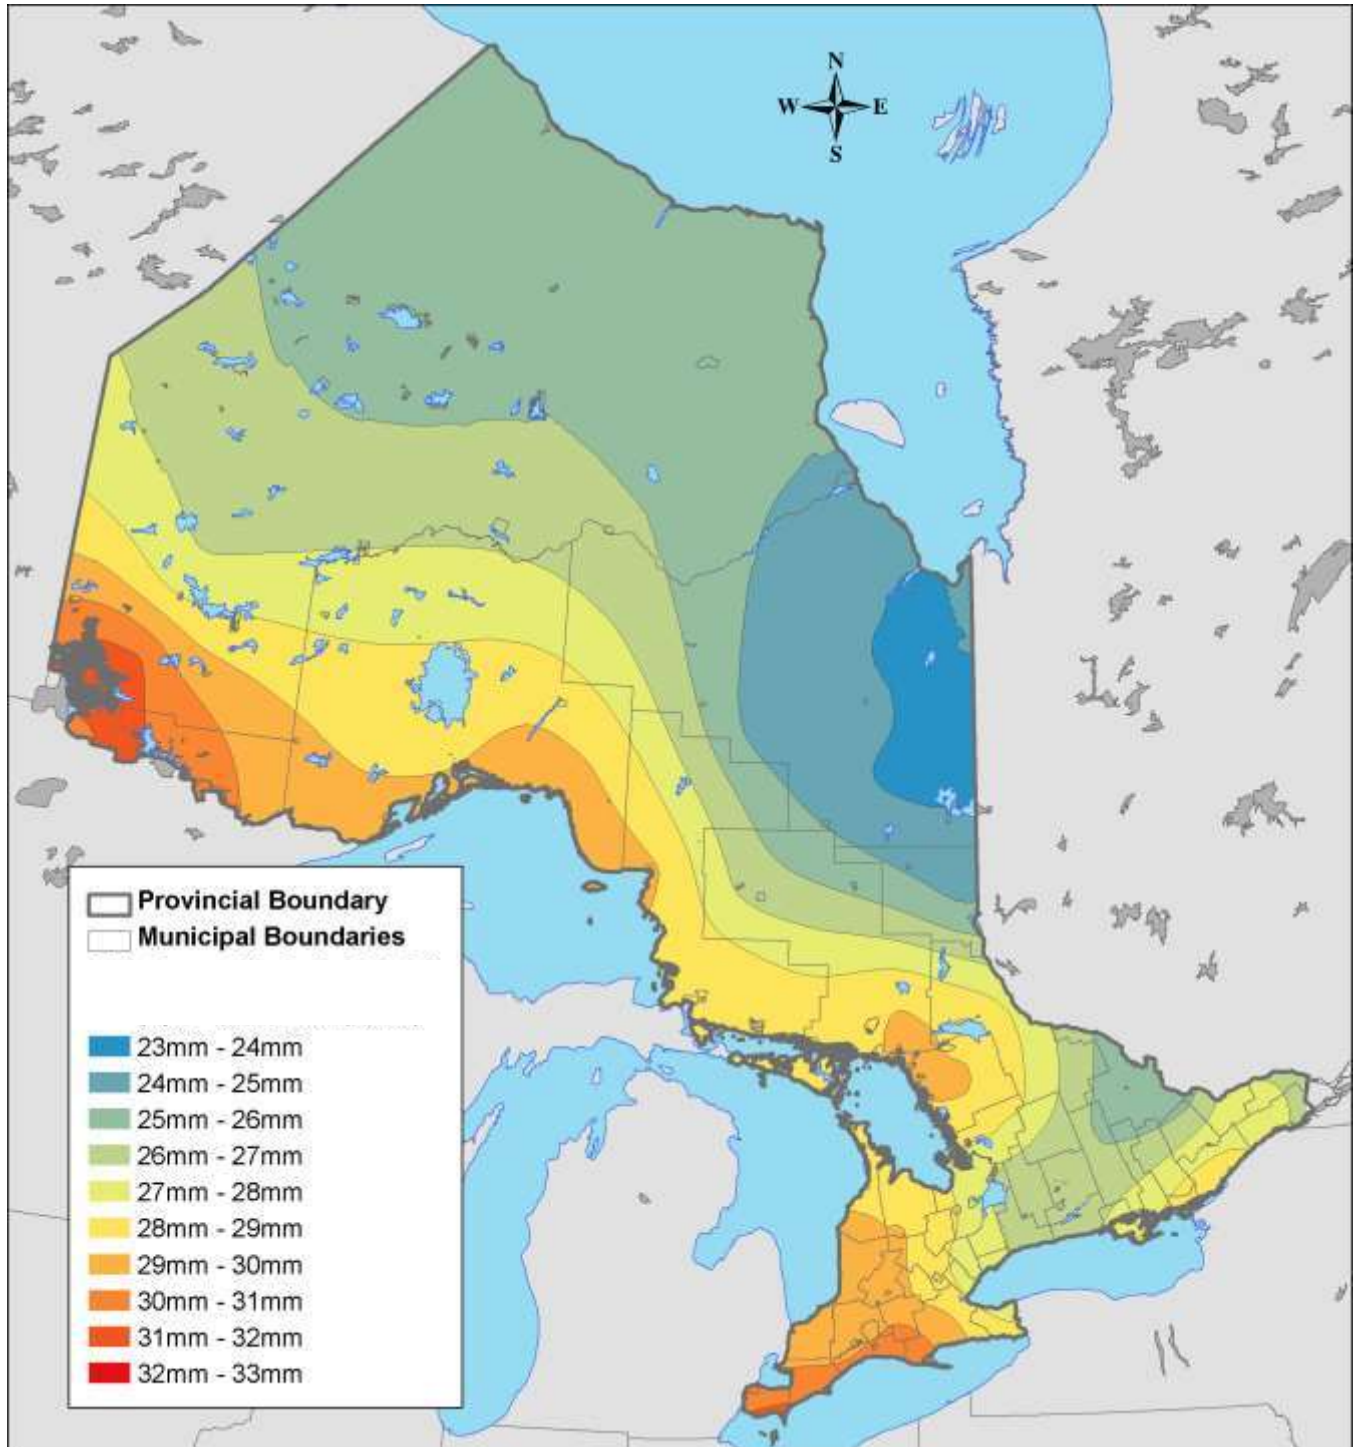 N
W E
S
Provincial Boundary
Municipal Boundaries
23mm - 24mm
24mm - 25mm
25mm - 26mm
26mm - 27mm
27mm - 28mm
28mm - 29mm
29mm - 30mm
30mm - 31mm
31mm - 32mm
32mm - 33mm